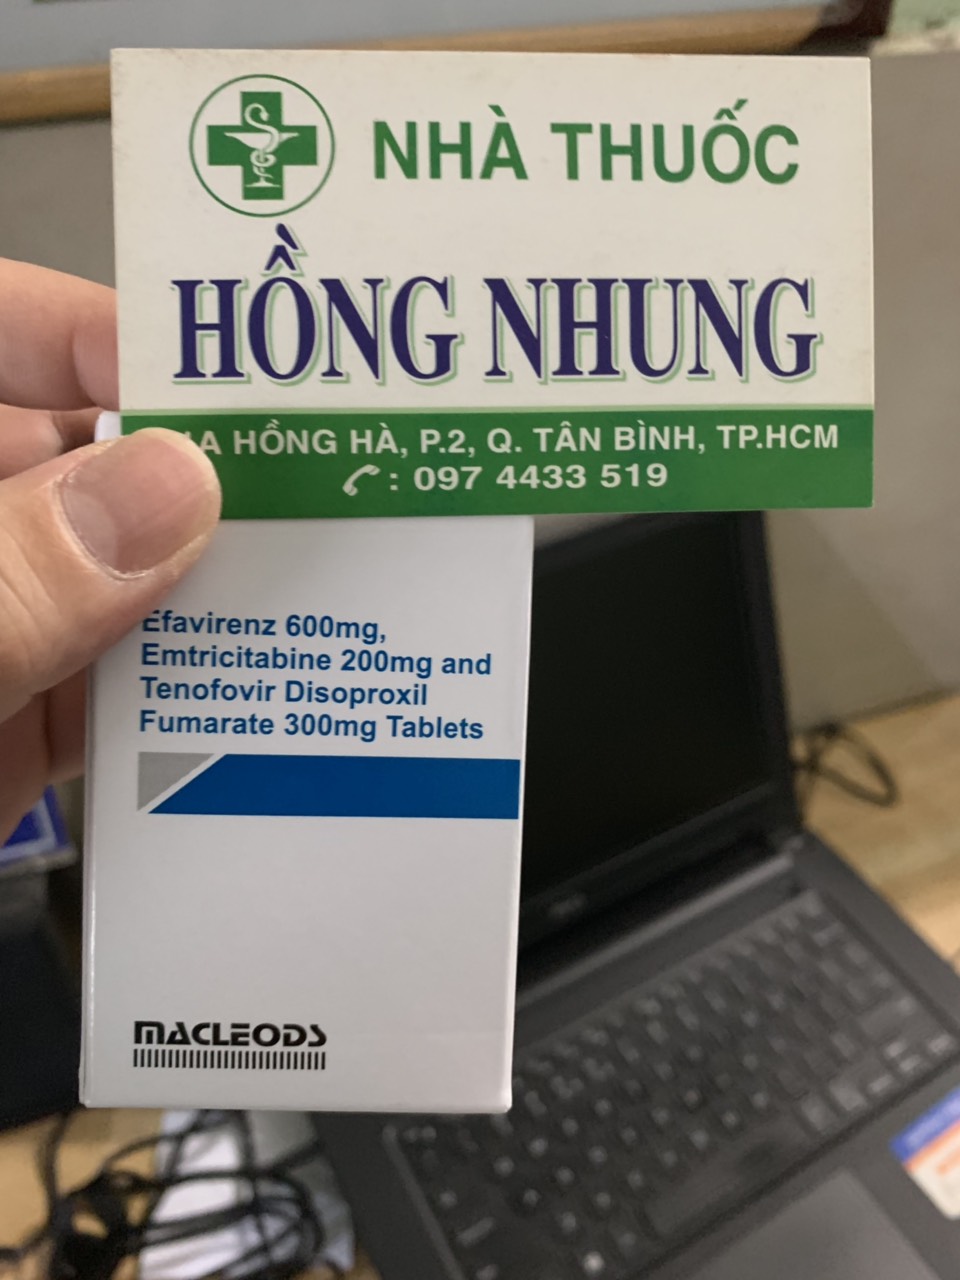 NHÀ THUỐC
HỒNG NHUNG
HỒNG HÀ, P.2, Q. TÂN BÌNH, TP.HCM
: 097 4433 519
Efavirenz 600mg,
Emtricitabine 200mg and
Tenofovir Disoproxil
Fumarate 300mg Tablets
MACLEODS